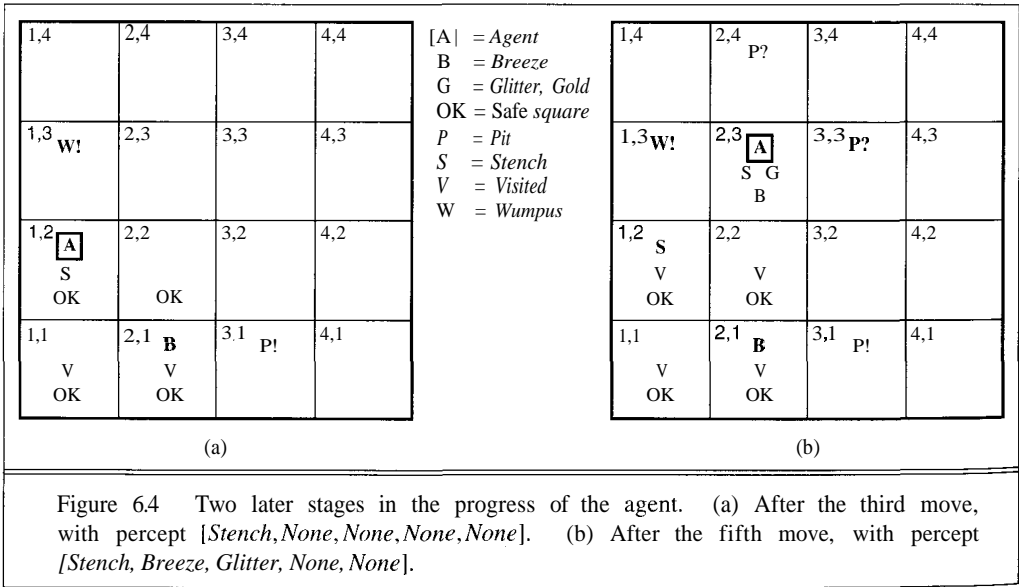 1,4 2,4 3,4 4,4
1,3 W! 2,3 3,3 4,3
1,2 A 2,2 3,2 4,2
S
OK OK
1,1 2,1 B 3.1 P! 4,1
V V
OK OK
(a)
[A| = Agent
B = Breeze
G = Glitter, Gold
OK = Safe square
P = Pit
S = Stench
V = Visited
W = Wumpus
1,4 2,4 3,4 4,4
P?
1,3 W! 2,3 A 3,3 P? 4,3
S G
B
1,2 S 2,2 3,2 4,2
V V
OK OK
1,1 2,1 B 3,1 P! 4,1
V V
OK OK
(b)
Figure 6.4 Two later stages in the progress of the agent. (a) After the third move,
with percept [Stench, None, None, None, None]. (b) After the fifth move, with percept
[Stench, Breeze, Glitter, None, None].